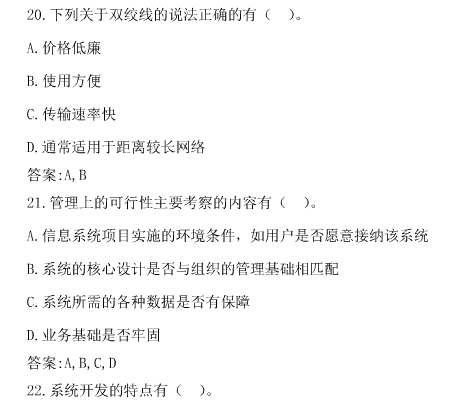 20.下列关于双绞线的说法正确的有（　）。
A.价格低廉
B.使用方便
C.传输速率快
D.通常适用于距离较长网络
答案:A,B
21.管理上的可行性主要考察的内容有（　）。
A.信息系统项目实施的环境条件，如用户是否愿意接纳该系统
B.系统的核心设计是否与组织的管理基础相匹配
C.系统所需的各种数据是否有保障
D.业务基础是否牢固
答案:A,B,C,D
22.系统开发的特点有（　）。